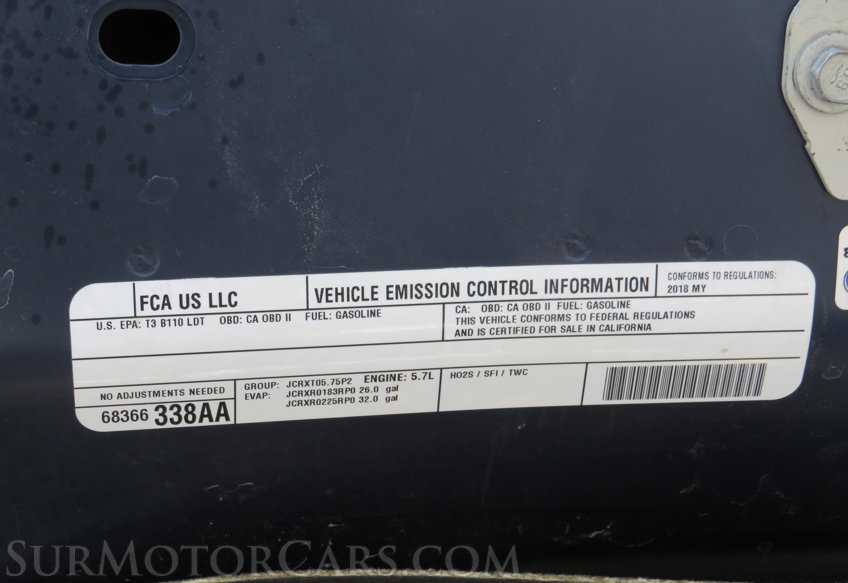 FCA US LLC
VEHICLE EMISSION CONTROL INFORMATION
CONFORMS TO REGULATIONS:
2018 MY
U.S. EPA: T3 B110 LDT OBD: CA OBD II FUEL: GASOLINE
CA: OBD: CA OBD II FUEL: GASOLINE
THIS VEHICLE CONFORMS TO FEDERAL REGULATIONS
AND IS CERTIFIED FOR SALE IN CALIFORNIA
NO ADJUSTMENTS NEEDED
68366 338AA
GROUP: JCRXT05.75P2 ENGINE: 5.7L
EVAP: JCRXR0183RP0 26.0 gal
JCRXR0225RP0 32.0 gal
HO2S / SFI / TWC
SURMOTORCARS.COM